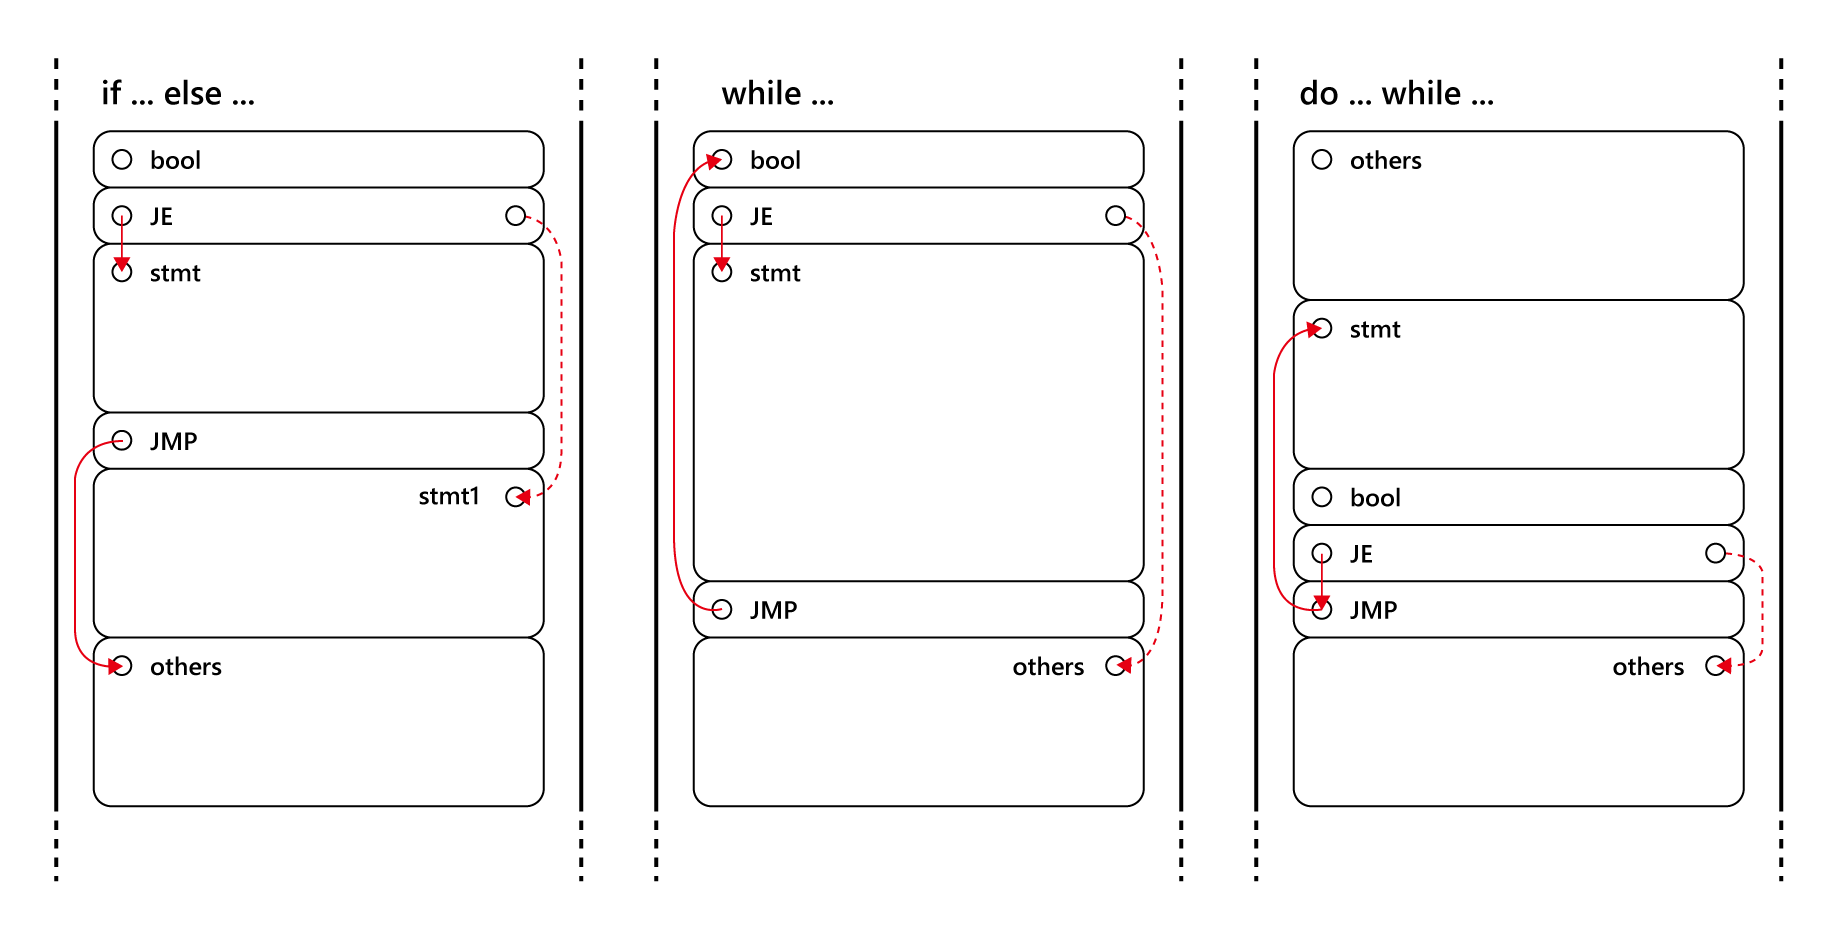 if ... else ...
bool
JE
stmt
JMP
stmt1
others
while ...
bool
JE
stmt
JMP
others
do ... while ...
others
stmt
bool
JE
JMP
others